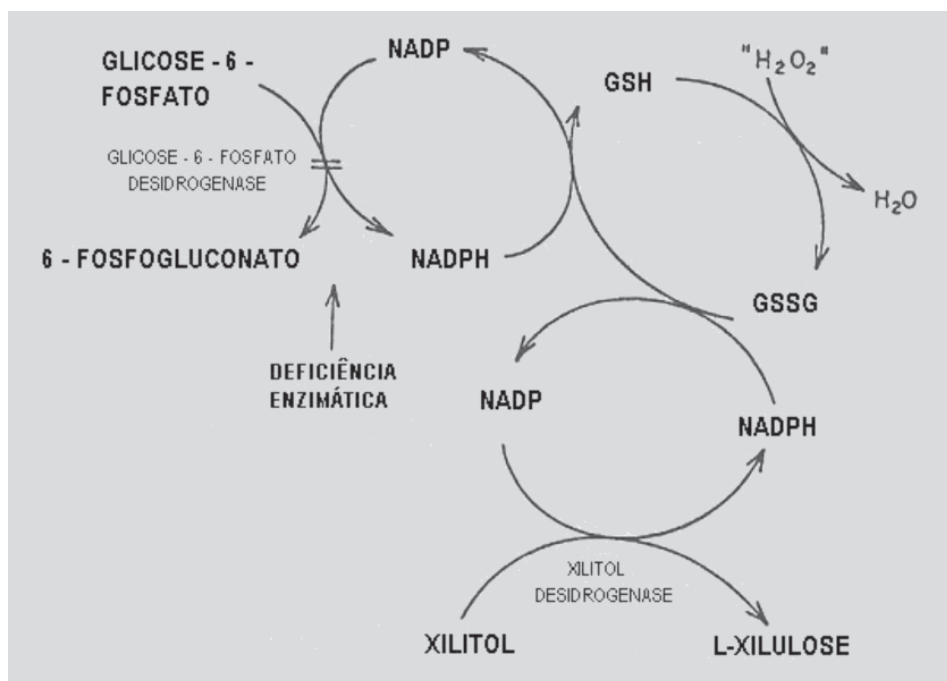 GLICOSE - 6 -
FOSFATO
NADP
GSH
"H₂O₂"
GLICOSE - 6 - FOSFATO
DESIDROGENASE
H₂O
6 - FOSFOGLUCONATO
NADPH
GSSG
DEFICIÊNCIA
ENZIMÁTICA
NADP
NADPH
XILITOL
DESIDROGENASE
XILITOL
L-XILULOSE